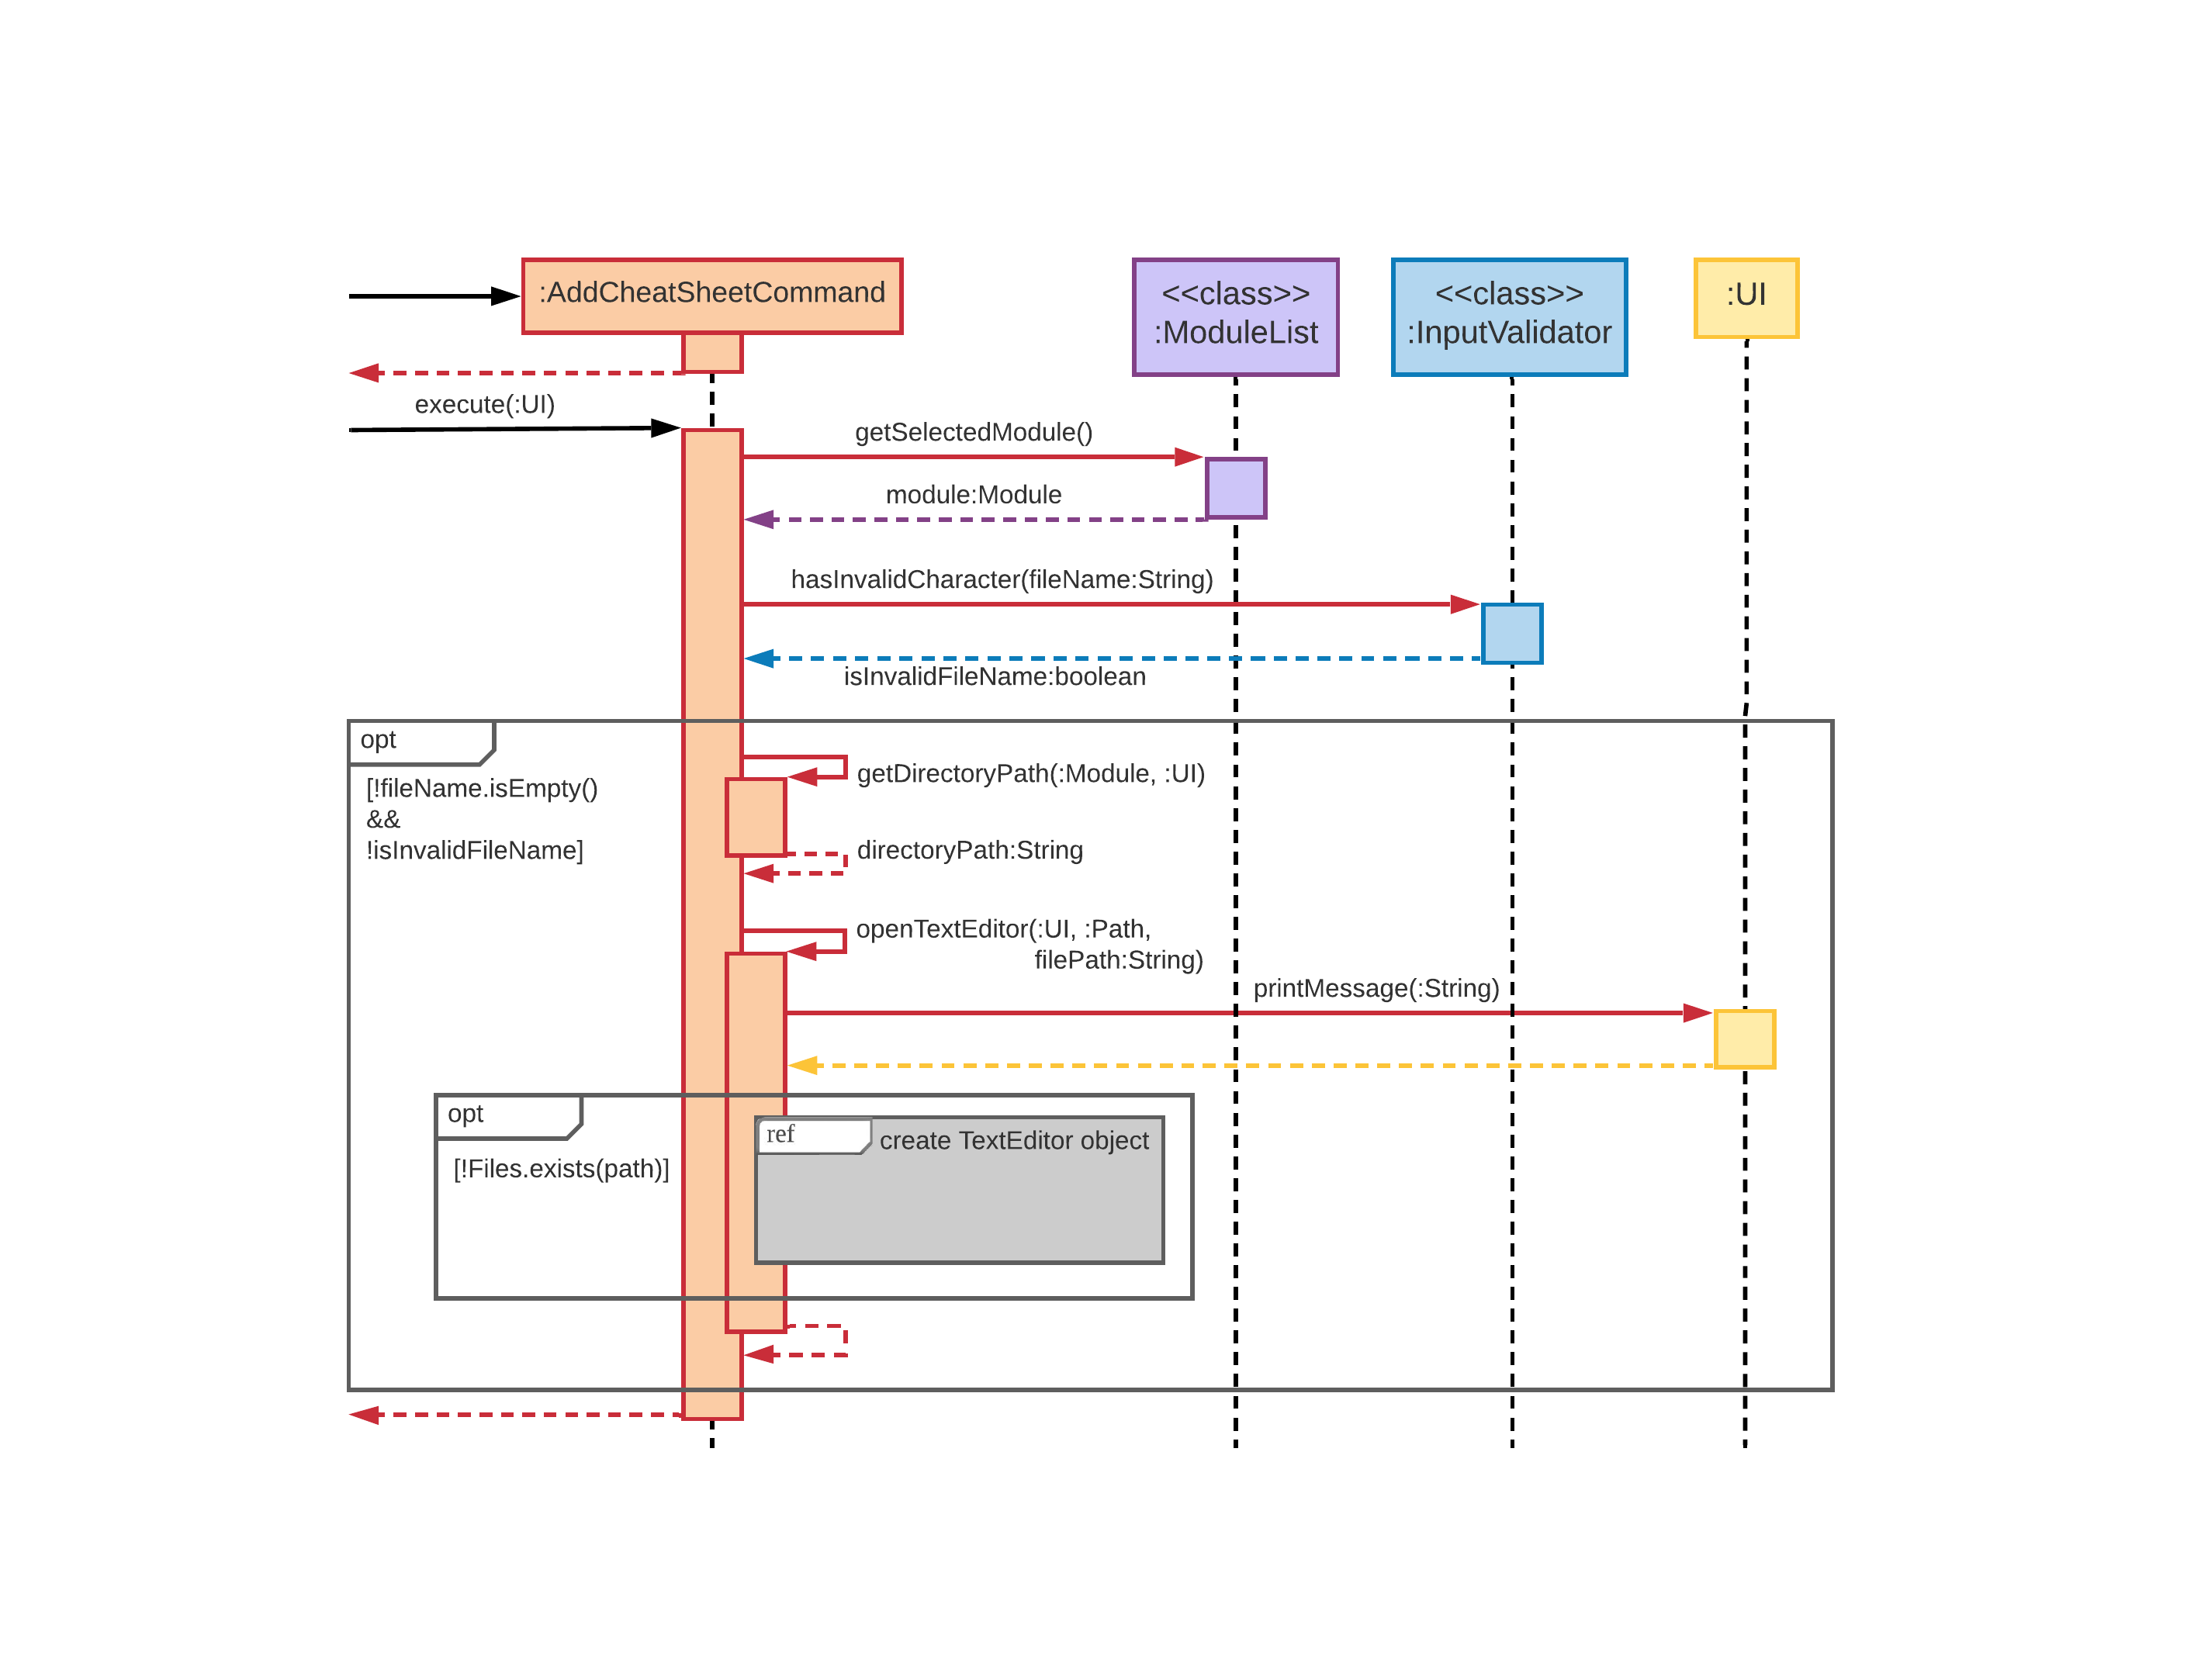 :AddCheatSheetCommand
<<class>>
:ModuleList
<<class>>
:InputValidator
:UI
execute(:UI)
getSelectedModule()
module:Module
hasInvalidCharacter(fileName:String)
isInvalidFileName:boolean
opt
[!fileName.isEmpty()
&&
!isInvalidFileName]
getDirectoryPath(:Module, :UI)
directoryPath:String
openTextEditor(:UI, :Path,
filePath:String)
printMessage(:String)
opt
[!Files.exists(path)]
ref
create TextEditor object